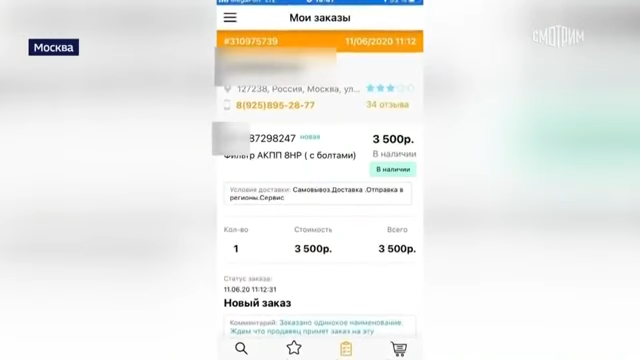 Мои заказы
#310975739 11/06/2020 11:12
Москва
СМОТРИМ
127238, Россия, Москва, ул...
8(925)895-28-77 34 отзыва
87298247 новая 3 500р.
Фильтр АКПП 8HP ( с болтами) В наличии
В наличии
Условия доставки: Самовывоз.Доставка .Отправка в
регионы.Сервис
Кол-во Стоимость Всего
1 3 500р. 3 500р.
Статус заказа:
11.06.20 11:12:31
Новый заказ
Комментарий: Заказано одинокое наименование.
Ждем что продавец примет заказ на эту